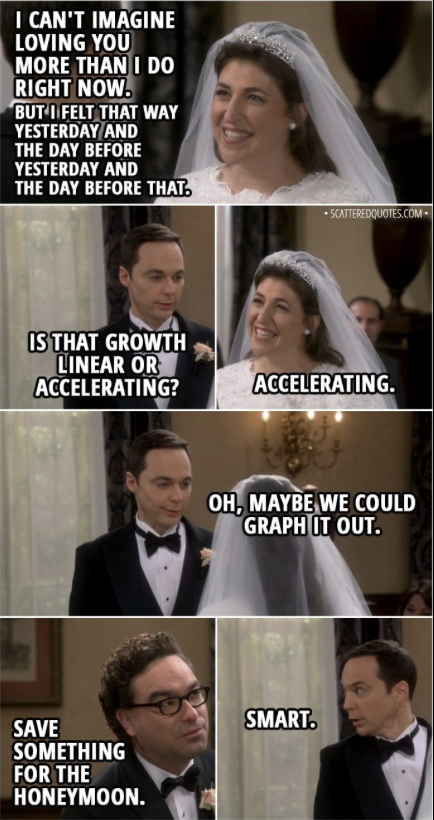 I CAN'T IMAGINE
LOVING YOU
MORE THAN I DO
RIGHT NOW.
BUT I FELT THAT WAY
YESTERDAY AND
THE DAY BEFORE
YESTERDAY AND
THE DAY BEFORE THAT.
• SCATTEREDQUOTES.COM •
IS THAT GROWTH
LINEAR OR
ACCELERATING?
ACCELERATING.
OH, MAYBE WE COULD
GRAPH IT OUT.
SAVE
SOMETHING
FOR THE
HONEYMOON.
SMART.